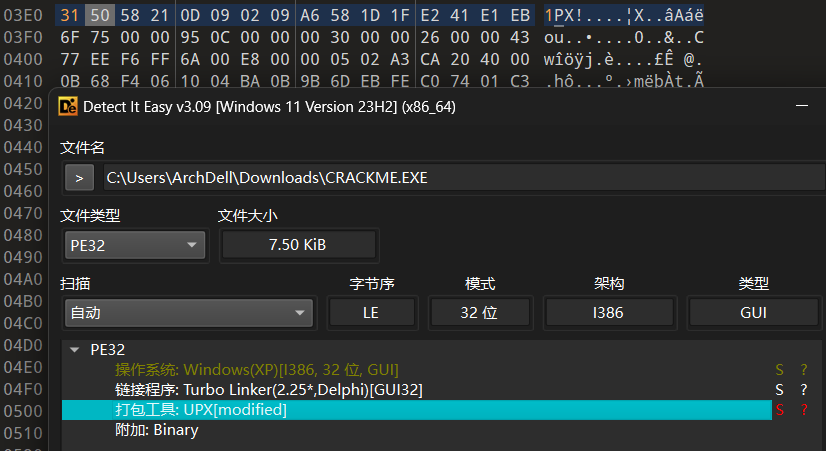 03E0 31 50 58 21 0D 09 02 09 A6 58 1D 1F E2 41 E1 EB 1PX!....¦X..âAáë
03F0 6F 75 00 00 95 0C 00 00 00 30 00 00 26 00 00 43 ou..•....0..&..C
0400 77 EE F6 FF 6A 00 E8 00 00 00 05 02 A3 CA 20 40 00 wîöÿj.è....£Ê @.
0410 0B 68 F4 06 10 04 BA 0B 9B 6D EB FE C0 74 01 C3 .hô...º.›mëþÀt.Ã
0420
0430
0440
0450
0460
0470
0480
0490
04A0
04B0
04C0
04D0
04E0
04F0
0500
0510
Detect It Easy v3.09 [Windows 11 Version 23H2] (x86_64)
文件名
> C:\Users\ArchDell\Downloads\CRACKME.EXE
文件类型 文件大小
PE32 7.50 KiB
扫描 字节序 模式 架构 类型
自动 LE 32 位 I386 GUI
PE32
操作系统: Windows(XP)[I386, 32 位, GUI] S ?
链接程序: Turbo Linker(2.25*,Delphi)[GUI32] S ?
打包工具: UPX[modified] S ?
附加: Binary